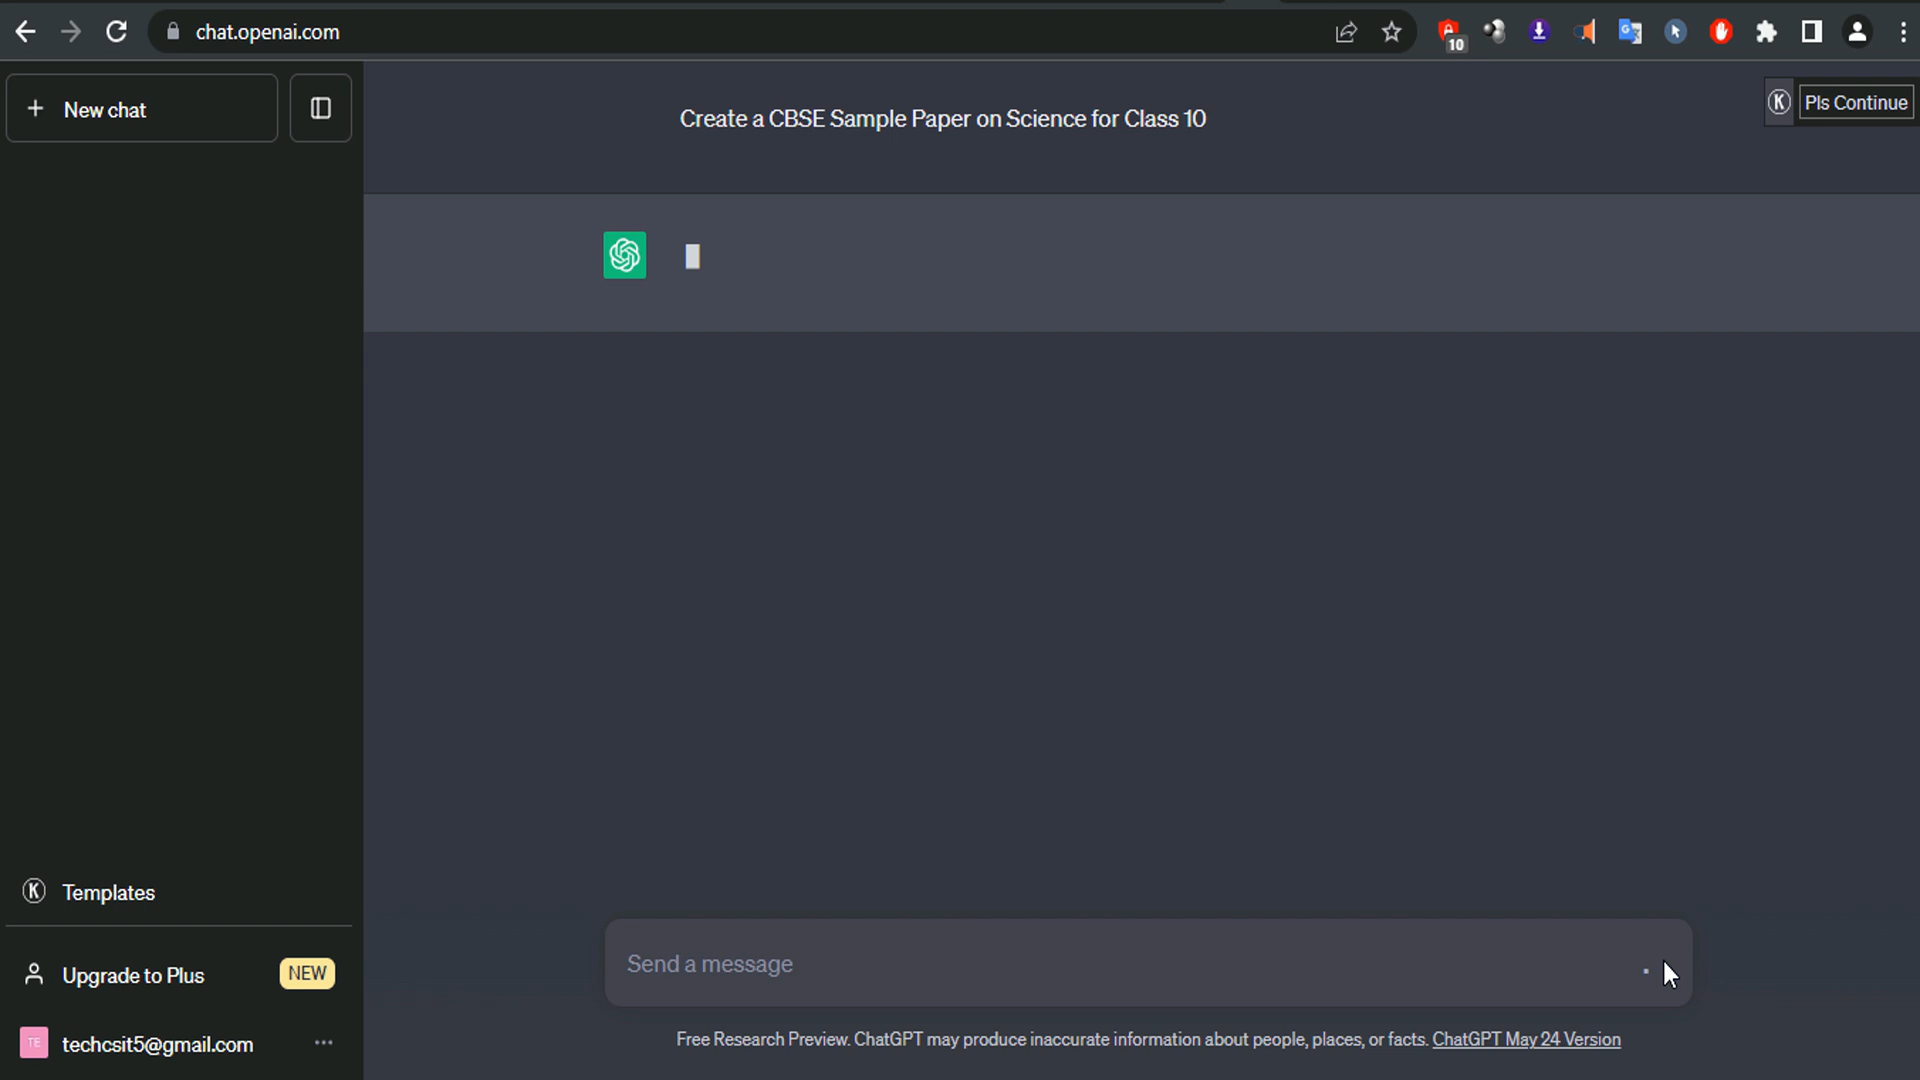 chat.openai.com
10
New chat
Create a CBSE Sample Paper on Science for Class 10
K
Pls Continue
K
Templates
Send a message
Upgrade to Plus
NEW
TE
techcsit5@gmail.com
Free Research Preview. ChatGPT may produce inaccurate information about people, places, or facts. ChatGPT May 24 Version